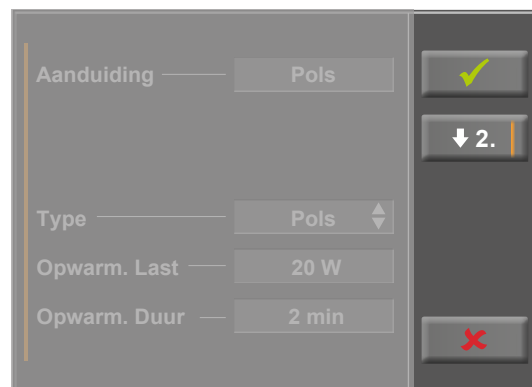 Aanduiding Pols
2.
Type Pols
Opwarm. Last 20 W
Opwarm. Duur 2 min